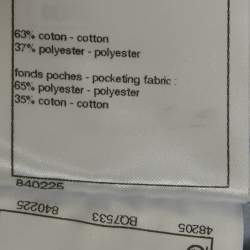 63% coton - cotton
37% polyester - polyester
fonds poches - pocketing fabric :
65% polyester - polyester
35% coton - cotton
840225
48205 BQ7533 840225